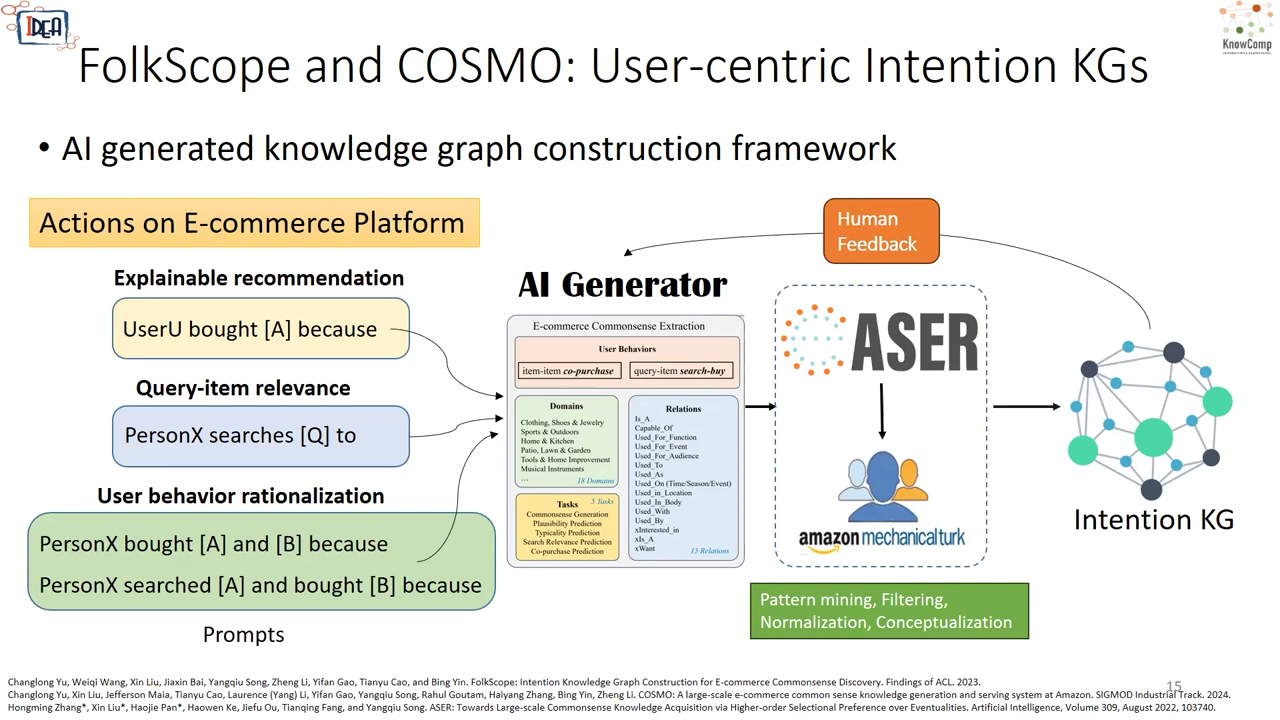 IDEA
KnowComp
FolkScope and COSMO: User-centric Intention KGs
• AI generated knowledge graph construction framework
Actions on E-commerce Platform
Explainable recommendation
UserU bought [A] because
Query-item relevance
PersonX searches [Q] to
User behavior rationalization
PersonX bought [A] and [B] because
PersonX searched [A] and bought [B] because
Prompts
AI Generator
E-commerce Commonsense Extraction
User Behaviors
item-item co-purchase
query-item search-buy
Domains
Clothing, Shoes & Jewelry
Sports & Outdoors
Home & Kitchen
Patio, Lawn & Garden
Tools & Home Improvement
Musical Instruments
...
18 Domains
5 Tasks
Tasks
Commonsense Generation
Plausibility Prediction
Typicality Prediction
Search Relevance Prediction
Co-purchase Prediction
Relations
Is_A
Capable_Of
Used_For_Function
Used_For_Event
Used_For_Audience
Used_To
Used_As
Used_On (Time/Season/Event)
Used_in_Location
Used_In_Body
Used_With
Used_By
xInterested_in
xIs_A
xWant
15 Relations
Human
Feedback
ASER
amazon mechanical turk
Pattern mining, Filtering,
Normalization, Conceptualization
Intention KG
Changlong Yu, Weiqi Wang, Xin Liu, Jiaxin Bai, Yangqiu Song, Zheng Li, Yifan Gao, Tianyu Cao, and Bing Yin. FolkScope: Intention Knowledge Graph Construction for E-commerce Commonsense Discovery. Findings of ACL. 2023.
Changlong Yu, Xin Liu, Jefferson Maia, Tianyu Cao, Laurence (Yang) Li, Yifan Gao, Yangqiu Song, Rahul Goutam, Haiyang Zhang, Bing Yin, Zheng Li. COSMO: A large-scale e-commerce common sense knowledge generation and serving system at Amazon. SIGMOD Industrial Track. 2024.
Hongming Zhang*, Xin Liu*, Haojie Pan*, Haowen Ke, Jiefu Ou, Tianqing Fang, and Yangqiu Song. ASER: Towards Large-scale Commonsense Knowledge Acquisition via Higher-order Selectional Preference over Eventualities. Artificial Intelligence, Volume 309, August 2022, 103740.
15